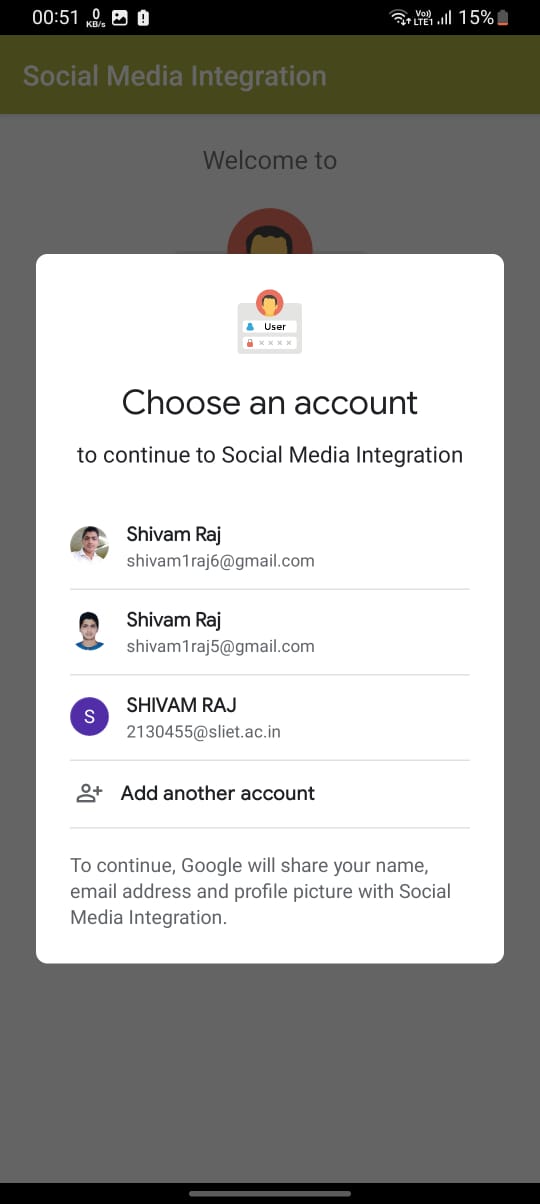 00:51 0 KB/s Vo)) LTE1 15%
Social Media Integration
Welcome to
User
××××
Choose an account
to continue to Social Media Integration
Shivam Raj
shivam1raj6@gmail.com
Shivam Raj
shivam1raj5@gmail.com
S
SHIVAM RAJ
2130455@sliet.ac.in
Add another account
To continue, Google will share your name,
email address and profile picture with Social
Media Integration.